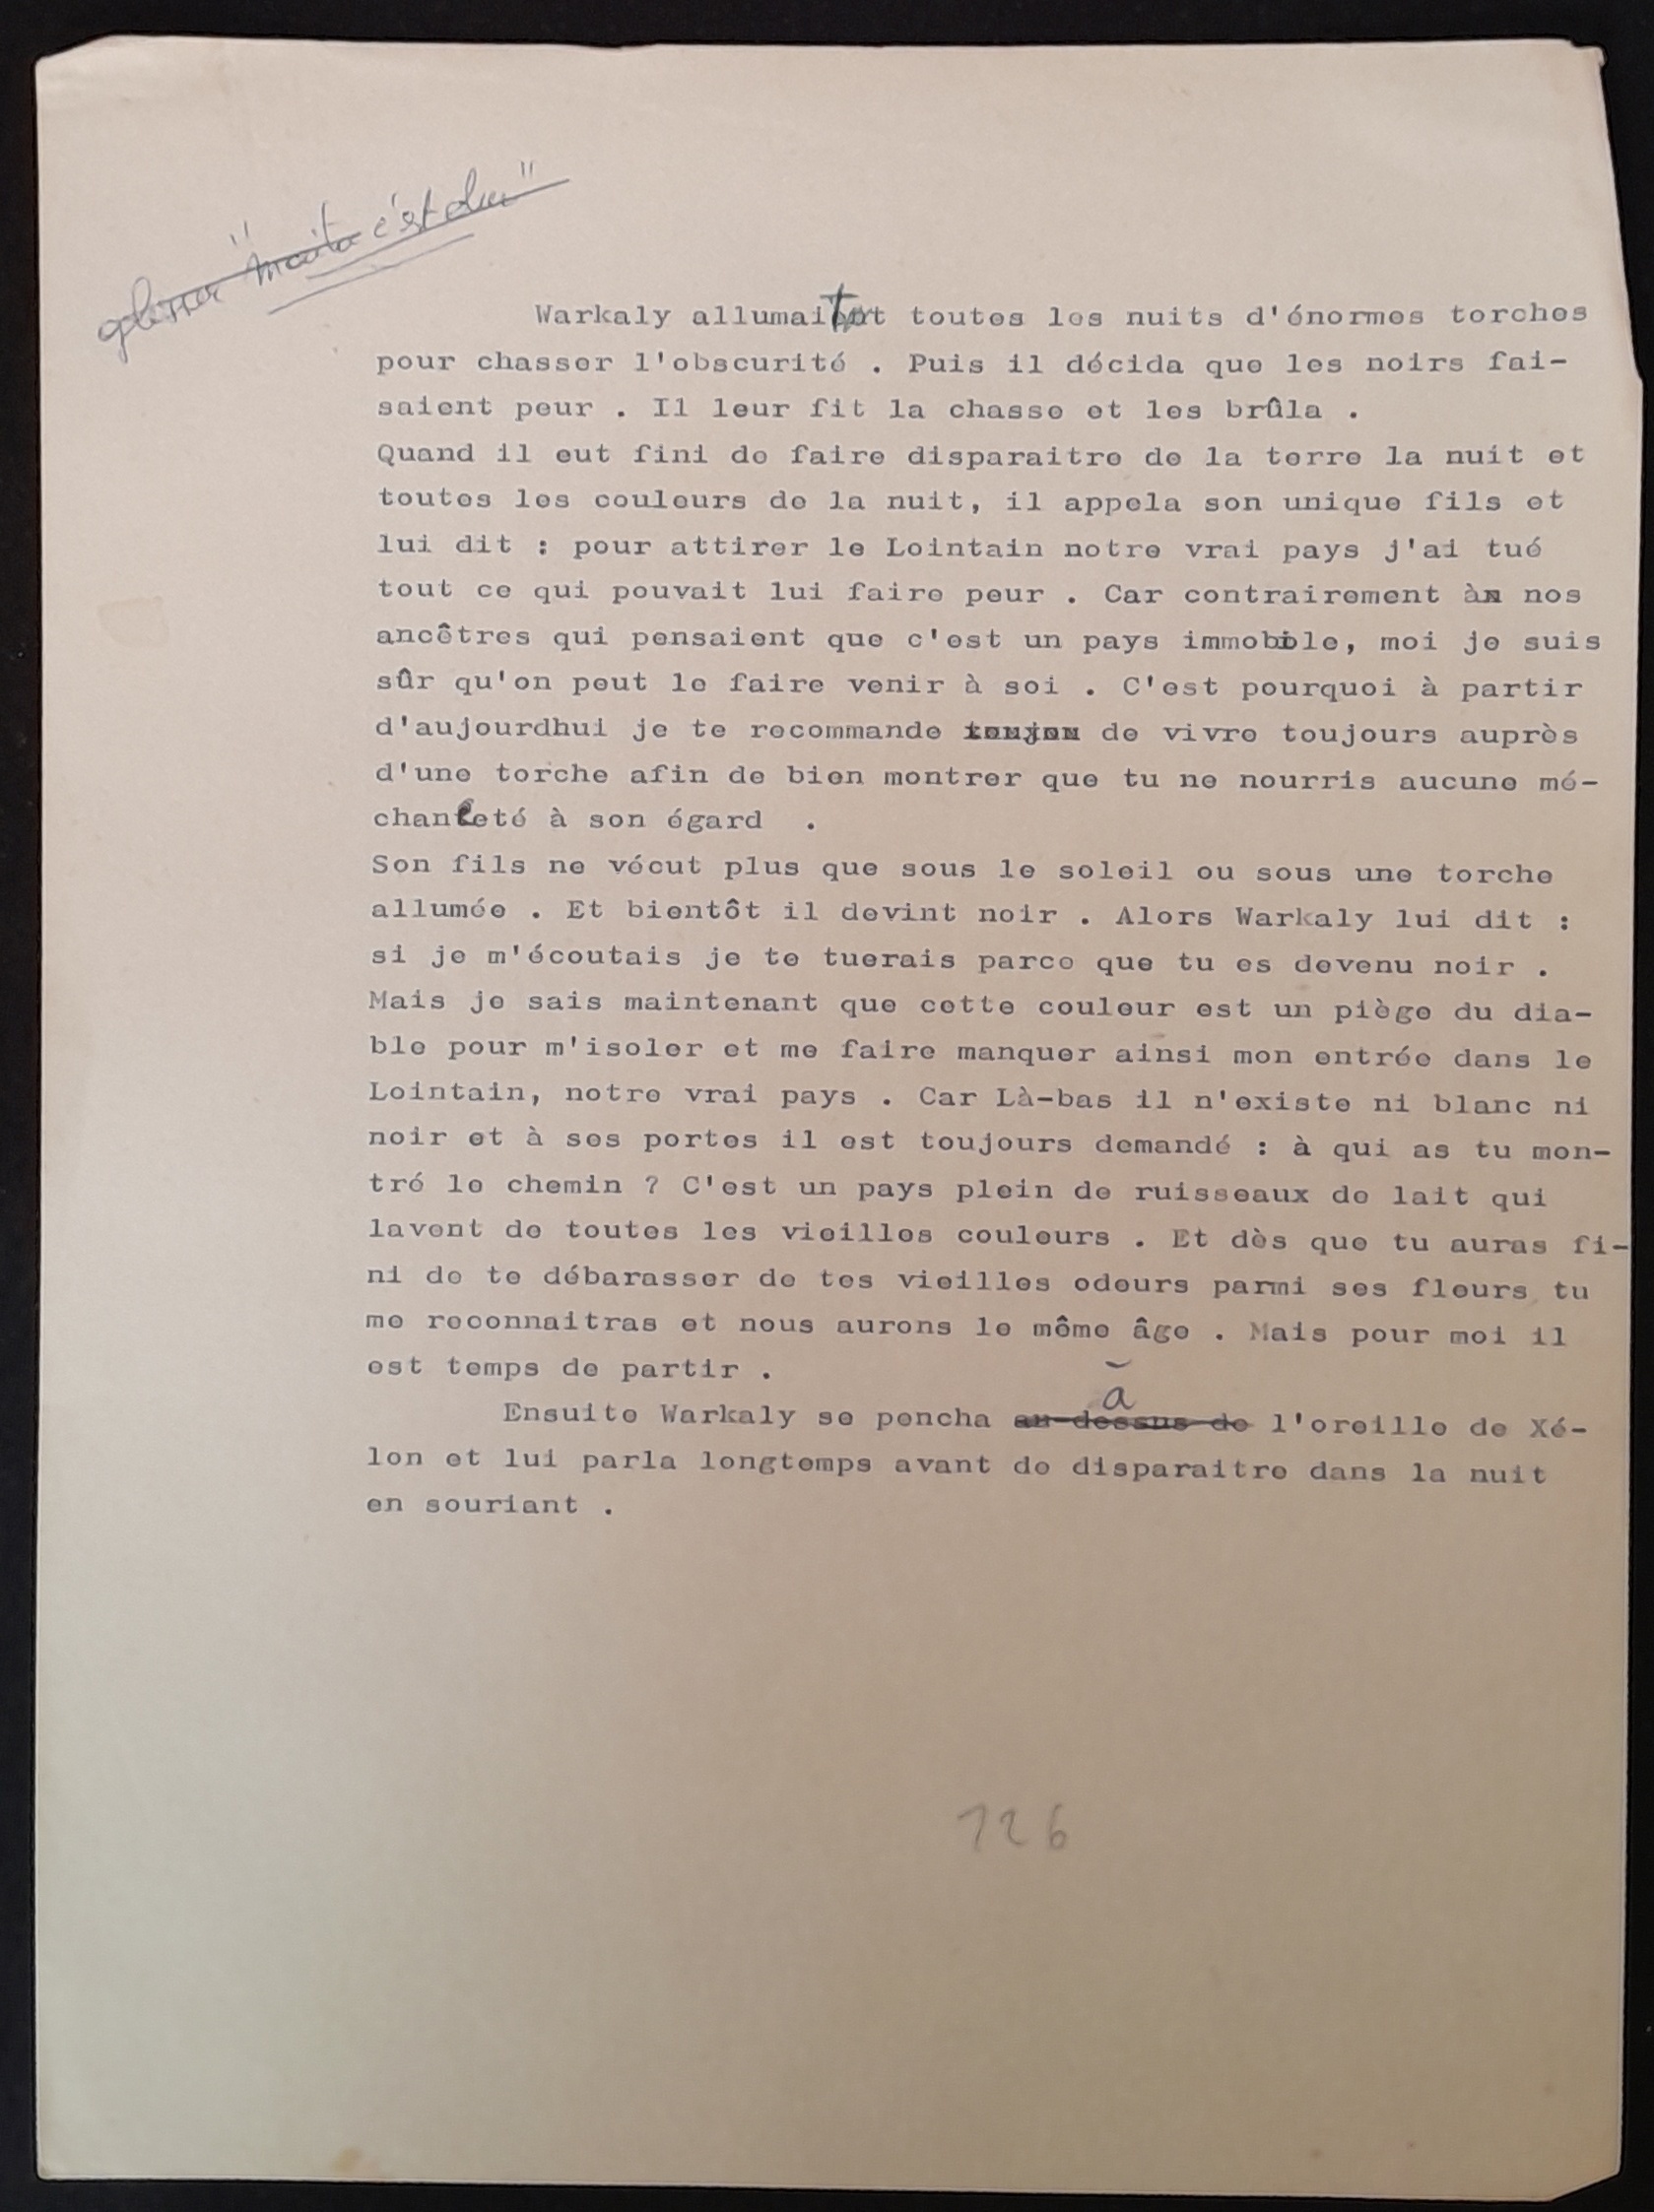 Warkaly allumait toutes les nuits d'énormes torches
pour chasser l'obscurité . Puis il décida que les noirs fai-
saient peur . Il leur fit la chasse et les brûla .
Quand il eut fini de faire disparaitre de la terre la nuit et
toutes les couleurs de la nuit, il appela son unique fils et
lui dit : pour attirer le Lointain notre vrai pays j'ai tué
tout ce qui pouvait lui faire peur . Car contrairement à nos
ancêtres qui pensaient que c'est un pays immobile, moi je suis
sûr qu'on peut le faire venir à soi . C'est pourquoi à partir
d'aujourdhui je te recommande toujou de vivre toujours auprès
d'une torche afin de bien montrer que tu ne nourris aucune mé-
chanceté à son égard .
Son fils ne vécut plus que sous le soleil ou sous une torche
allumée . Et bientôt il devint noir . Alors Warkaly lui dit :
si je m'écoutais je te tuerais parce que tu es devenu noir .
Mais je sais maintenant que cette couleur est un piège du dia-
ble pour m'isoler et me faire manquer ainsi mon entrée dans le
Lointain, notre vrai pays . Car Là-bas il n'existe ni blanc ni
noir et à ses portes il est toujours demandé : à qui as tu mon-
tré le chemin ? C'est un pays plein de ruisseaux de lait qui
lavent de toutes les vieilles couleurs . Et dès que tu auras fi-
ni de te débarasser de tes vieilles odeurs parmi ses fleurs tu
me reconnaitras et nous aurons le même âge . Mais pour moi il
est temps de partir .
à
Ensuite Warkaly se pencha au-dessus de l'oreille de Xé-
lon et lui parla longtemps avant de disparaitre dans la nuit
en souriant .
126